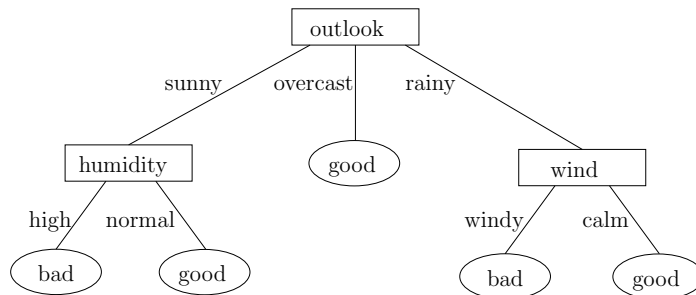 outlook
sunny overcast rainy
humidity good wind
high normal windy calm
bad good bad good